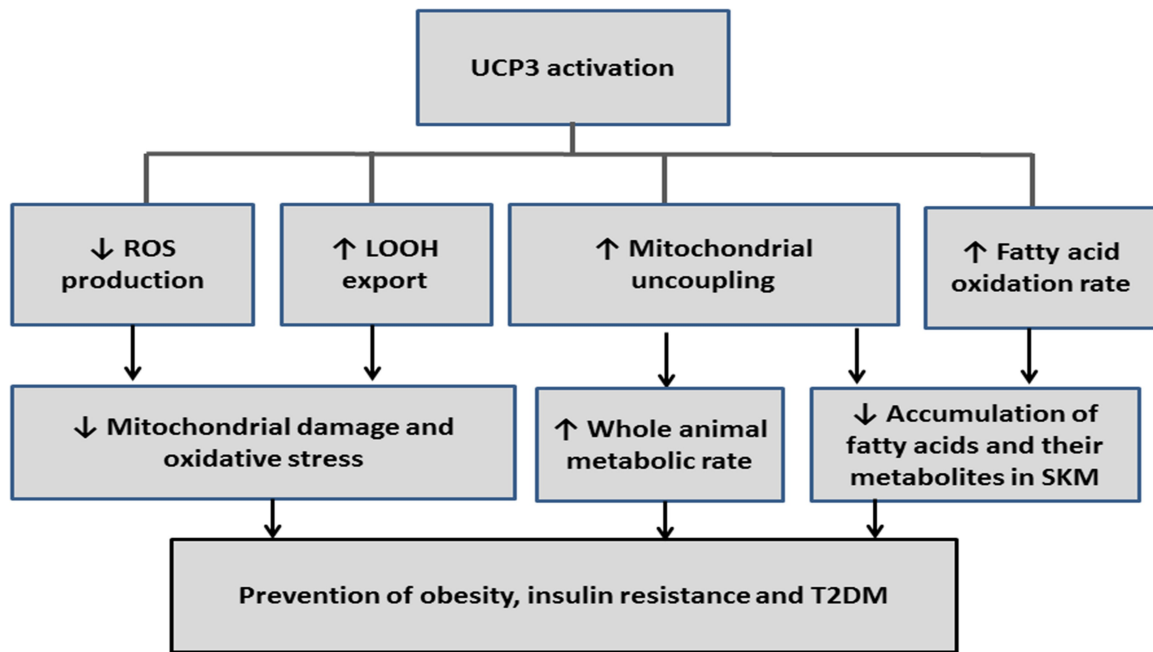 UCP3 activation
↓ ROS
production
↑ LOOH
export
↑ Mitochondrial
uncoupling
↑ Fatty acid
oxidation rate
↓ Mitochondrial damage and
oxidative stress
↑ Whole animal
metabolic rate
↓ Accumulation of
fatty acids and their
metabolites in SKM
Prevention of obesity, insulin resistance and T2DM